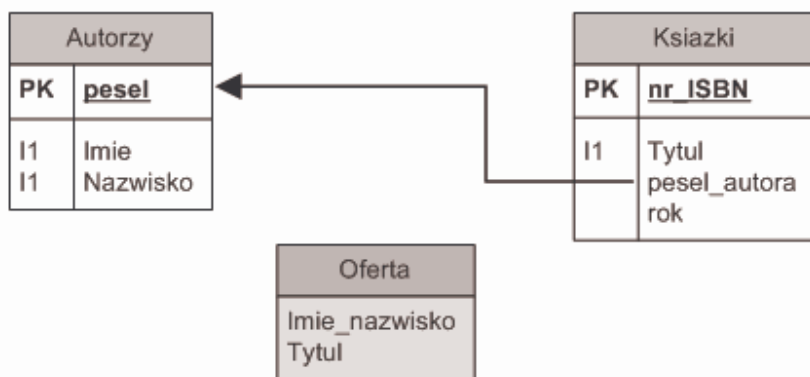 Autorzy
PK pesel
I1 Imie
I1 Nazwisko
Ksiazki
PK nr_ISBN
I1 Tytul
pesel_autora
rok
Oferta
Imie_nazwisko
Tytul